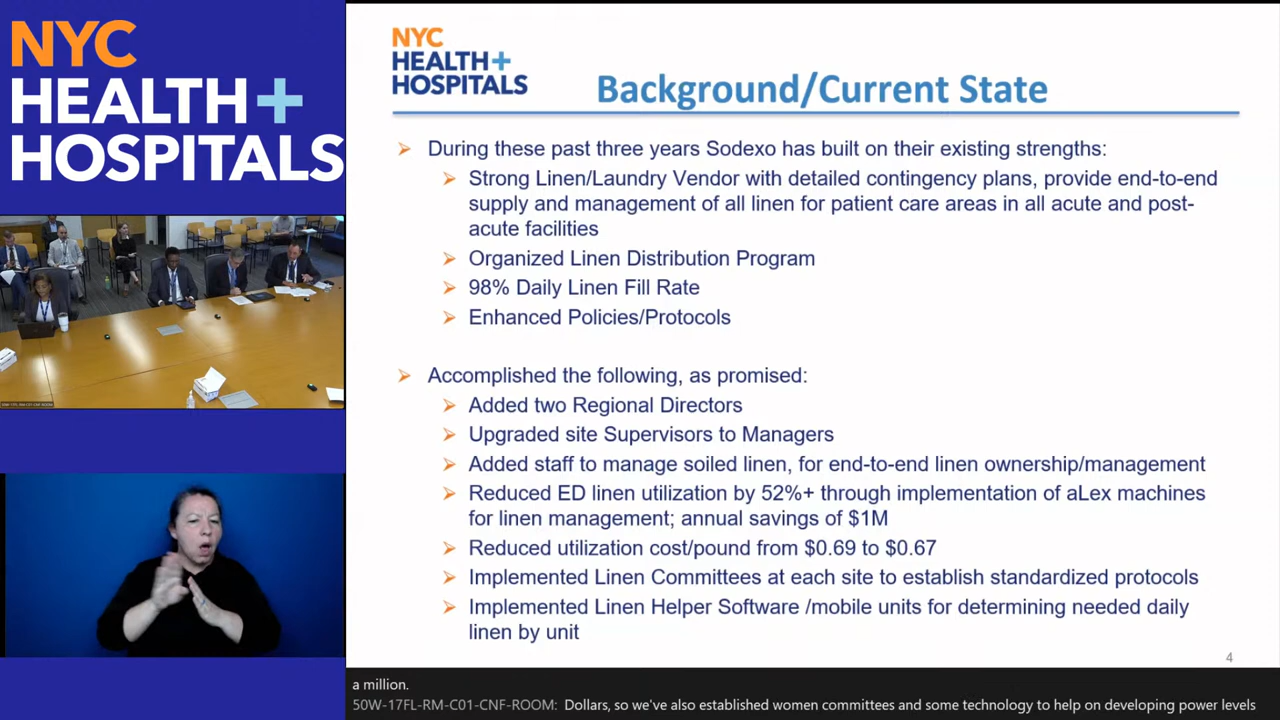 NYC
HEALTH+
HOSPITALS
NYC
HEALTH+
HOSPITALS
Background/Current State
During these past three years Sodexo has built on their existing strengths:
Strong Linen/Laundry Vendor with detailed contingency plans, provide end-to-end
supply and management of all linen for patient care areas in all acute and post-
acute facilities
Organized Linen Distribution Program
98% Daily Linen Fill Rate
Enhanced Policies/Protocols
Accomplished the following, as promised:
Added two Regional Directors
Upgraded site Supervisors to Managers
Added staff to manage soiled linen, for end-to-end linen ownership/management
Reduced ED linen utilization by 52%+ through implementation of aLex machines
for linen management; annual savings of $1M
Reduced utilization cost/pound from $0.69 to $0.67
Implemented Linen Committees at each site to establish standardized protocols
Implemented Linen Helper Software /mobile units for determining needed daily
linen by unit
4
50W-17FL-RM-C01-CNF-ROOM
a million.
50W-17FL-RM-C01-CNF-ROOM: Dollars, so we've also established women committees and some technology to help on developing power levels